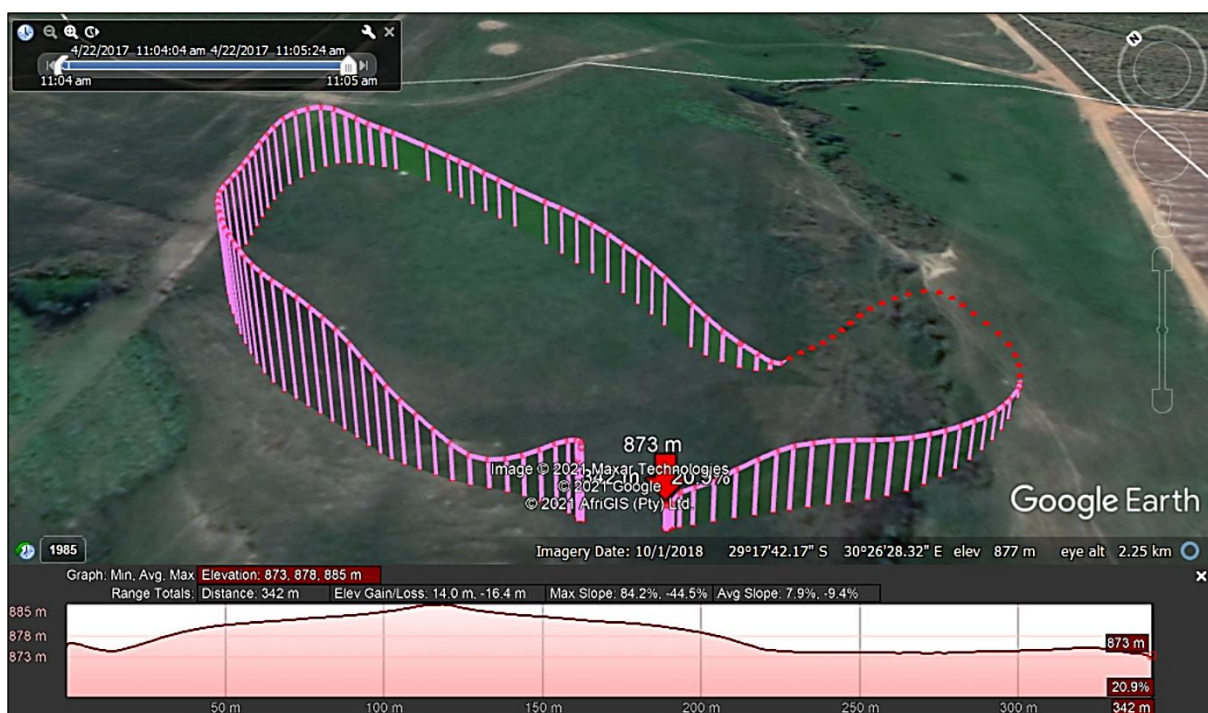 4/22/2017 11:04:04 am 4/22/2017 11:05:24 am
11:04 am 11:05 am
N
873 m
Image © 2021 Maxar Technologies
342 m 20.9%
© 2021 Google
© 2021 AfriGIS (Pty) Ltd.
Google Earth
1985
Imagery Date: 10/1/2018 29°17'42.17" S 30°26'28.32" E elev 877 m eye alt 2.25 km
Graph: Min, Avg, Max Elevation: 873, 878, 885 m
Range Totals: Distance: 342 m Elev Gain/Loss: 14.0 m, -16.4 m Max Slope: 84.2%, -44.5% Avg Slope: 7.9%, -9.4%
885 m
878 m
873 m
873 m
20.9%
50 m 100 m 150 m 200 m 250 m 300 m 342 m